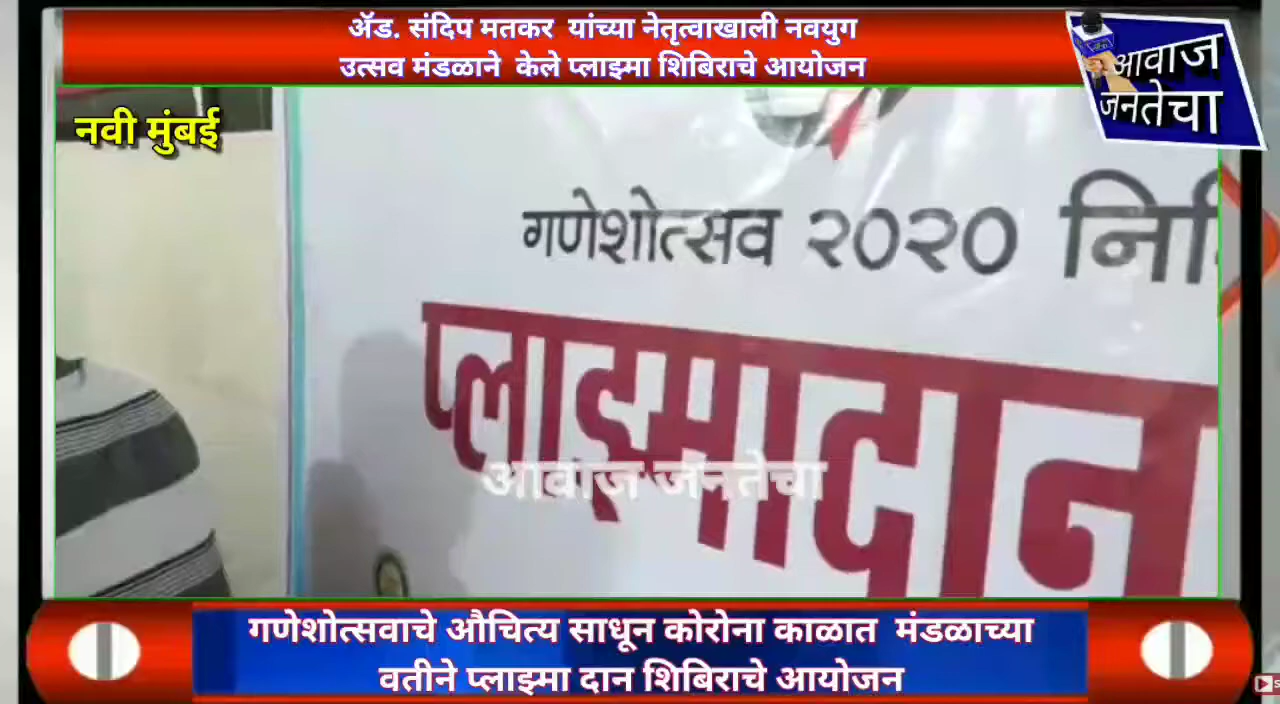 ॲड. संदिप मतकर यांच्या नेतृत्वाखाली नवयुग
उत्सव मंडळाने केले प्लाझ्मा शिबिराचे आयोजन
आवाज
जनतेचा
नवी मुंबई
गणेशोत्सव २०२०
प्लाझ्मादान
आवाज जनतेचा
गणेशोत्सवाचे औचित्य साधून कोरोना काळात मंडळाच्या
वतीने प्लाझ्मा दान शिबिराचे आयोजन